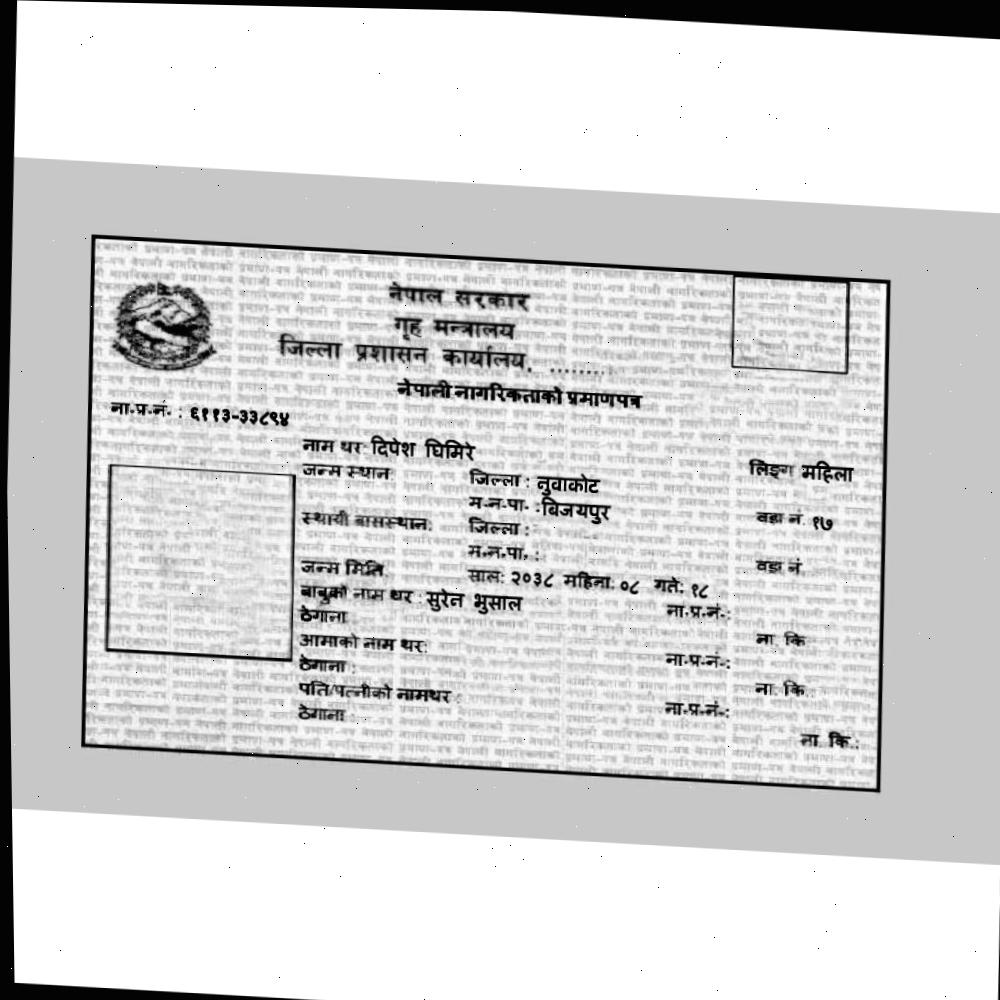 नेपाल सरकार
गृह मन्त्रालय
जिल्ला प्रशासन कार्यालय, ........
नेपाली नागरिकताको प्रमाणपत्र
ना.प्र.नं. : ६११३-३३८९४
नाम थर: दिपेश घिमिरे लिङ्ग महिला
जन्म स्थान: जिल्ला : नुवाकोट
म.न.पा. :बिजयपुर वडा नं. १७
स्थायी बासस्थान: जिल्ला :
म.न.पा. : वडा नं.
जन्म मिति: साल: २०३८ महिना: ०८ गते: १८
बाबुको नाम थर : सुरेन भुसाल ना.प्र.नं.:
ठेगाना : ना. कि.:
आमाको नाम थर: ना.प्र.नं.:
ठेगाना : ना. कि.:
पति/पत्नीको नामथर : ना.प्र.नं.:
ठेगाना : ना. कि.: